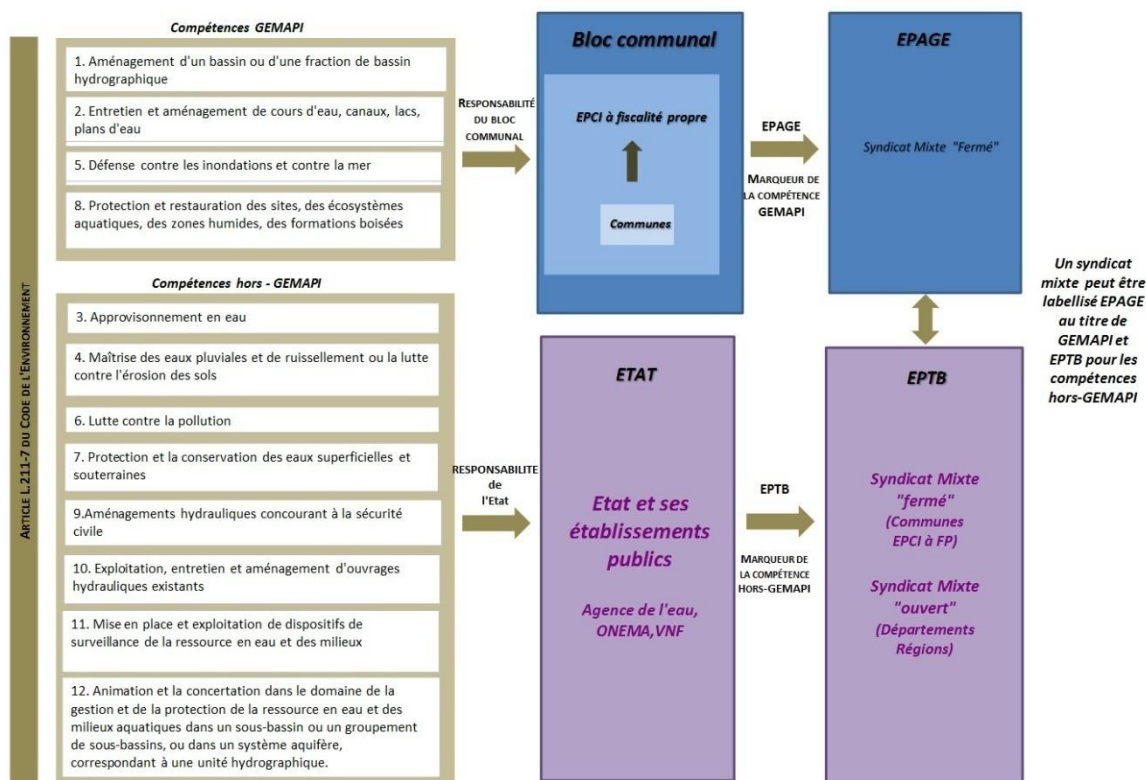 ARTICLE L.211-7 DU CODE DE L'ENVIRONNEMENT
Compétences GEMAPI
1. Aménagement d'un bassin ou d'une fraction de bassin
hydrographique
2. Entretien et aménagement de cours d'eau, canaux, lacs,
plans d'eau
5. Défense contre les inondations et contre la mer
8. Protection et restauration des sites, des écosystèmes
aquatiques, des zones humides, des formations boisées
RESPONSABILITÉ
DU BLOC
COMMUNAL
Bloc communal
EPCI à fiscalité propre
Communes
EPAGE
MARQUEUR DE
LA COMPÉTENCE
GEMAPI
EPAGE
Syndicat Mixte "Fermé"
Compétences hors - GEMAPI
3. Approvisonnement en eau
4. Maîtrise des eaux pluviales et de ruissellement ou la lutte
contre l'érosion des sols
6. Lutte contre la pollution
7. Protection et la conservation des eaux superficielles et
souterraines
9.Aménagements hydrauliques concourant à la sécurité
civile
10. Exploitation, entretien et aménagement d'ouvrages
hydrauliques existants
11. Mise en place et exploitation de dispositifs de
surveillance de la ressource en eau et des milieux
12. Animation et la concertation dans le domaine de la
gestion et de la protection de la ressource en eau et des
milieux aquatiques dans un sous-bassin ou un groupement
de sous-bassins, ou dans un système aquifère,
correspondant à une unité hydrographique.
RESPONSABILITE
de
l'Etat
ETAT
Etat et ses
établissements
publics
Agence de l'eau,
ONEMA,VNF
EPTB
MARQUEUR DE
LA COMPÉTENCE
HORS-GEMAPI
EPTB
Syndicat Mixte
"fermé"
(Communes
EPCI à FP)
Syndicat Mixte
"ouvert"
(Départements
Régions)
Un syndicat
mixte peut être
labellisé EPAGE
au titre de
GEMAPI et
EPTB pour les
compétences
hors-GEMAPI